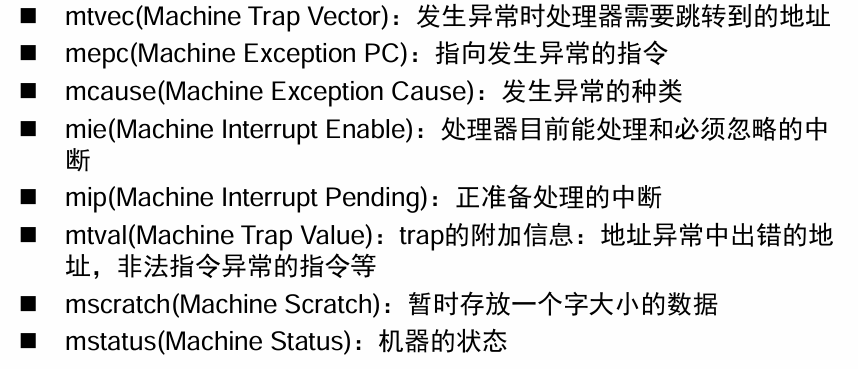 ■ mtvec(Machine Trap Vector)：发生异常时处理器需要跳转到的地址
■ mepc(Machine Exception PC)：指向发生异常的指令
■ mcause(Machine Exception Cause)：发生异常的种类
■ mie(Machine Interrupt Enable)：处理器目前能处理和必须忽略的中
断
■ mip(Machine Interrupt Pending)：正准备处理的中断
■ mtval(Machine Trap Value)：trap的附加信息：地址异常中出错的地
址，非法指令异常的指令等
■ mscratch(Machine Scratch)：暂时存放一个字大小的数据
■ mstatus(Machine Status)：机器的状态